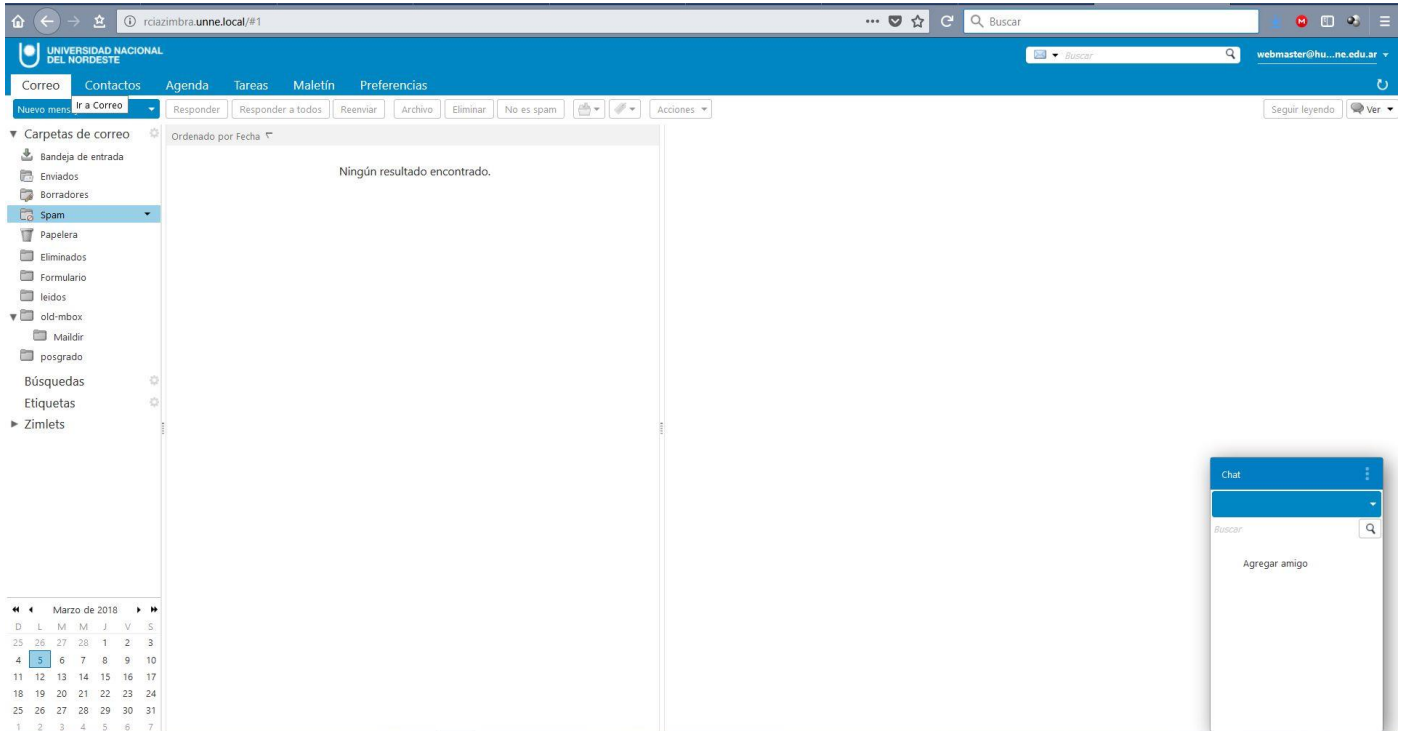 rciazimbra.unne.local/#1
Buscar
UNIVERSIDAD NACIONAL
DEL NORDESTE
Buscar
webmaster@hu...ne.edu.ar
Correo Contactos Agenda Tareas Maletín Preferencias
Nuevo Ir a Correo Responder Responder a todos Reenviar Archivo Eliminar No es spam Acciones Seguir leyendo Ver
Carpetas de correo
Ordenado por Fecha
Ningún resultado encontrado.
Bandeja de entrada
Enviados
Borradores
Spam
Papelera
Eliminados
Formulario
leidos
old-mbox
Maildir
posgrado
Búsquedas
Etiquetas
Zimlets
Chat
Buscar
Agregar amigo
Marzo de 2018
D L M M J V S
25 26 27 28 1 2 3
4 5 6 7 8 9 10
11 12 13 14 15 16 17
18 19 20 21 22 23 24
25 26 27 28 29 30 31
1 2 3 4 5 6 7